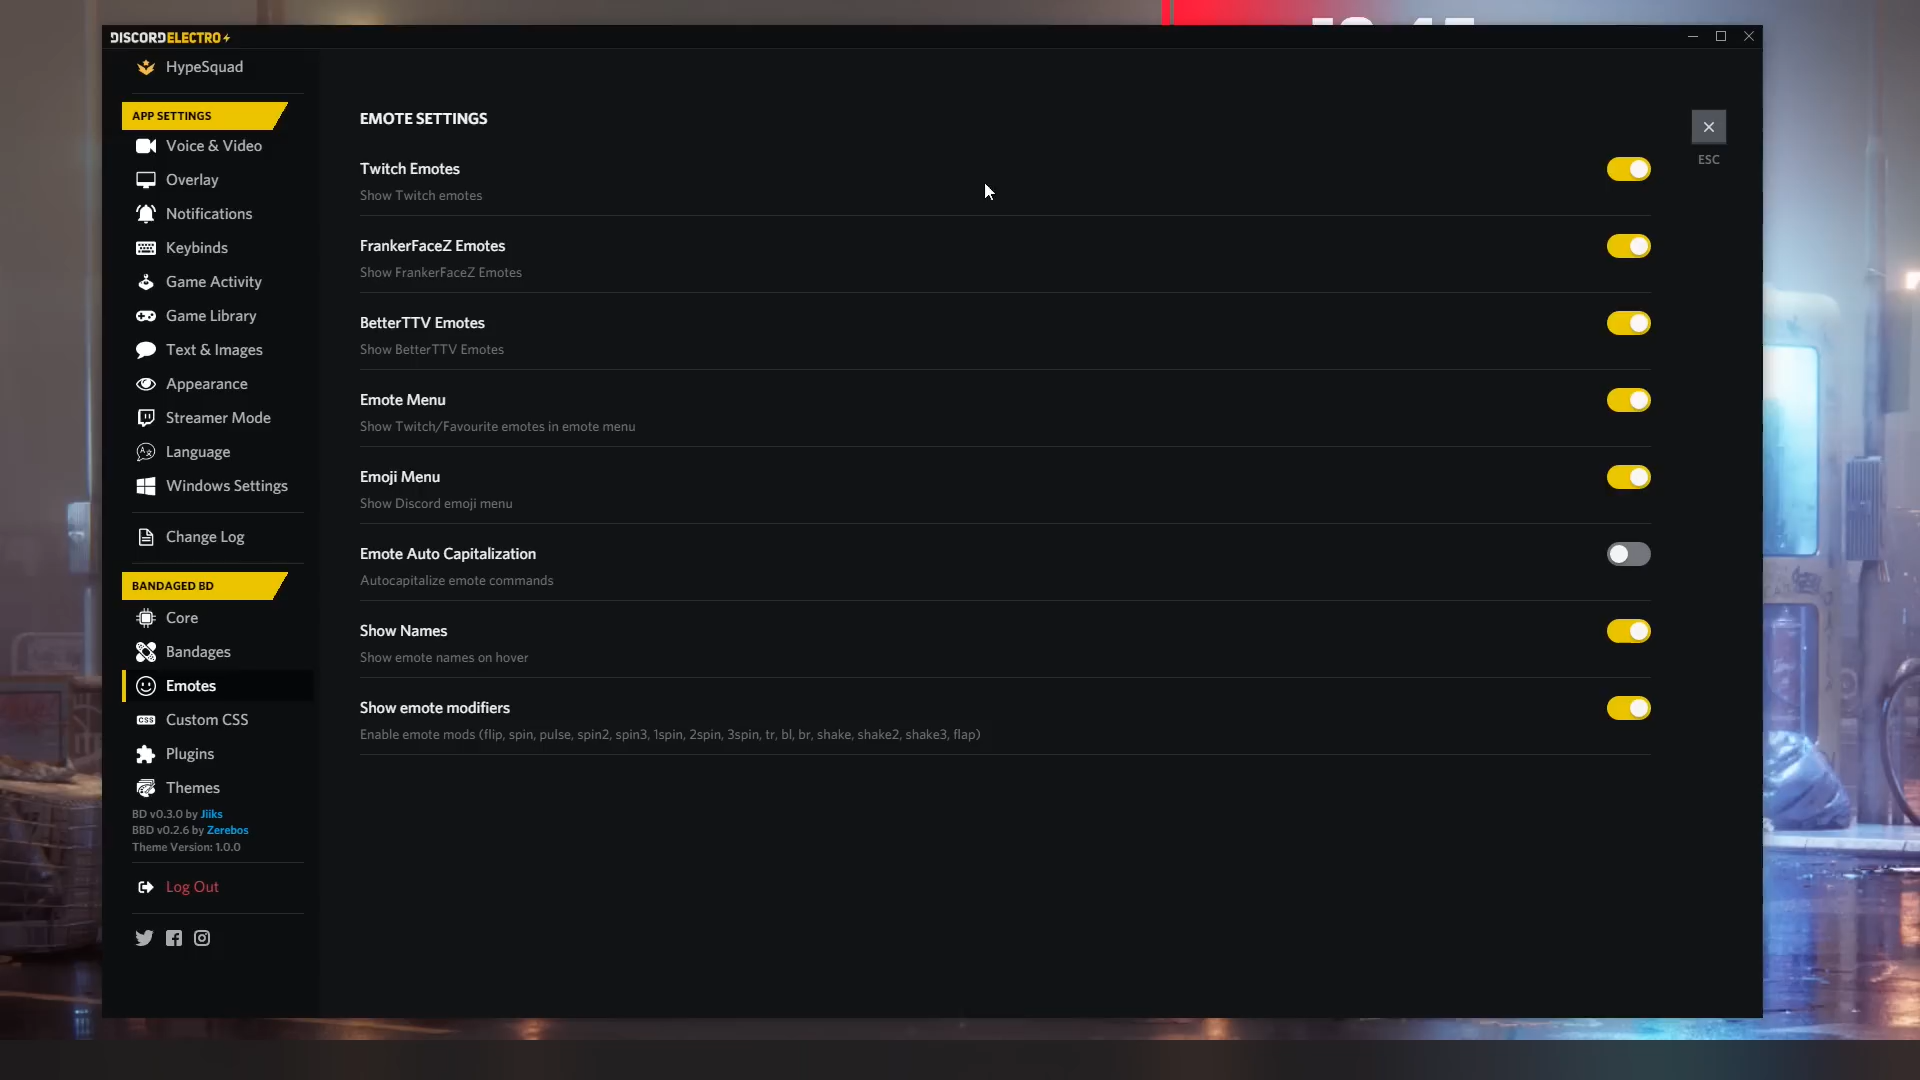 DISCORDELECTRO
HypeSquad
APP SETTINGS
Voice & Video
Overlay
Notifications
Keybinds
Game Activity
Game Library
Text & Images
Appearance
Streamer Mode
Language
Windows Settings
Change Log
BANDAGED BD
Core
Bandages
Emotes
CSS Custom CSS
Plugins
Themes
BD v0.3.0 by Jiiks
BBD v0.2.6 by Zerebos
Theme Version: 1.0.0
Log Out
EMOTE SETTINGS
Twitch Emotes
Show Twitch emotes
FrankerFaceZ Emotes
Show FrankerFaceZ Emotes
BetterTTV Emotes
Show BetterTTV Emotes
Emote Menu
Show Twitch/Favourite emotes in emote menu
Emoji Menu
Show Discord emoji menu
Emote Auto Capitalization
Autocapitalize emote commands
Show Names
Show emote names on hover
Show emote modifiers
Enable emote mods (flip, spin, pulse, spin2, spin3, 1spin, 2spin, 3spin, tr, bl, br, shake, shake2, shake3, flap)
ESC